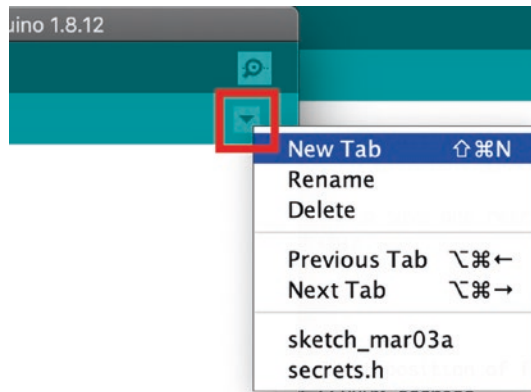 uino 1.8.12
New Tab ⇧⌘N
Rename
Delete
Previous Tab ⌥⌘←
Next Tab ⌥⌘→
sketch_mar03a
secrets.h